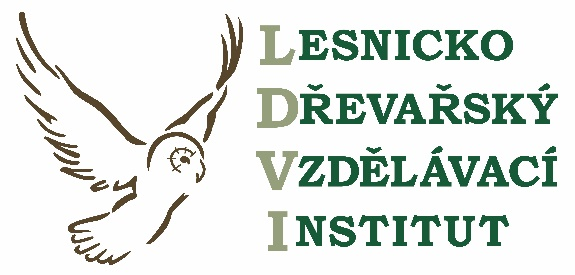 LESNICKO
DŘEVAŘSKÝ
VZDĚLÁVACÍ
INSTITUT